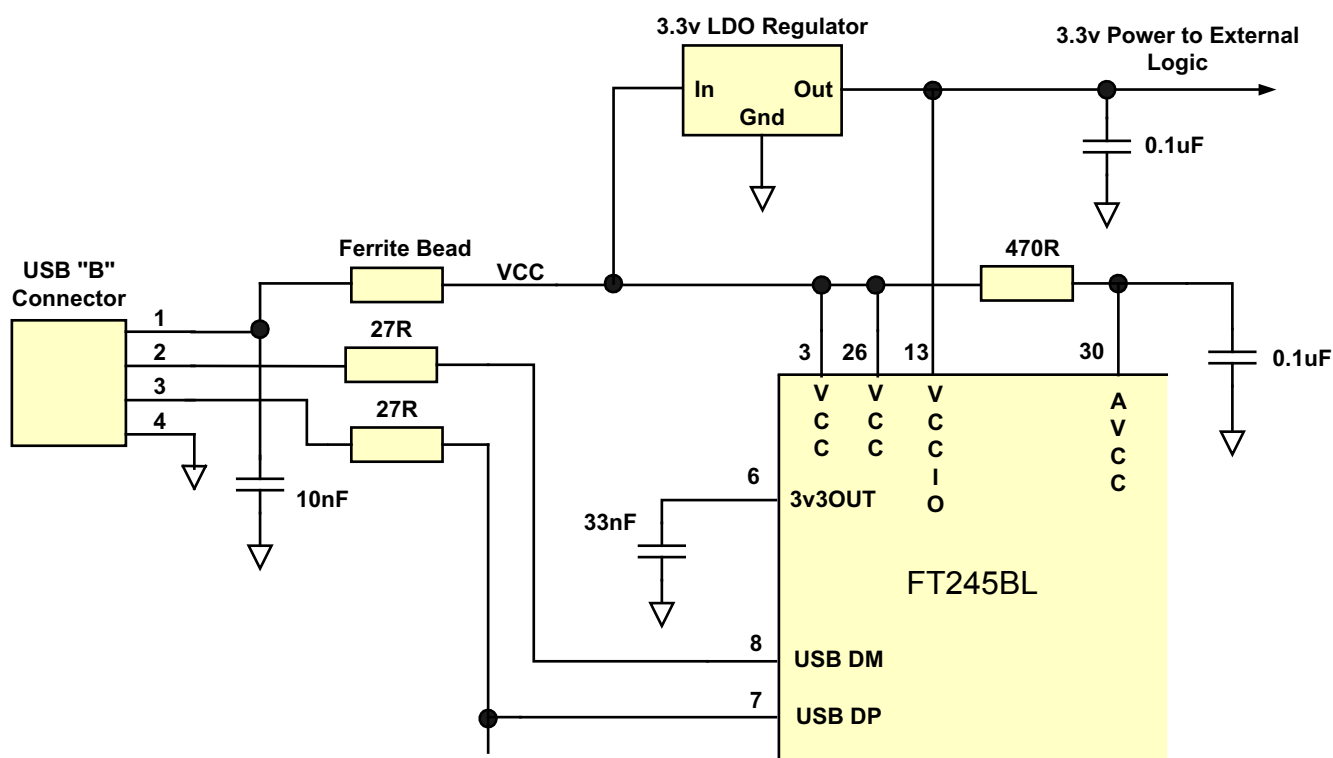 3.3v LDO Regulator
3.3v Power to External
Logic
In
Out
Gnd
0.1uF
Ferrite Bead
470R
USB "B"
Connector
VCC
1
27R
2
3
26
13
30
0.1uF
3
27R
4
V
C
C
V
C
C
V
C
C
I
O
A
V
C
C
6
10nF
3v3OUT
33nF
FT245BL
8
USB DM
7
USB DP